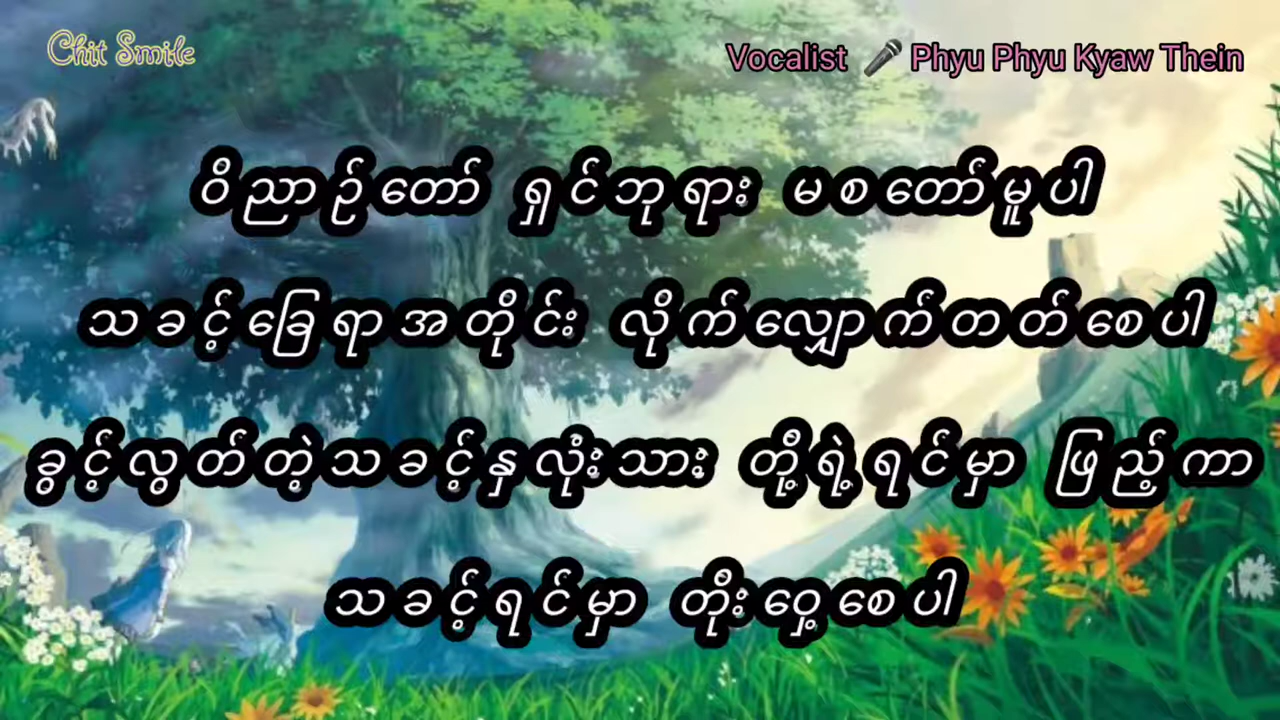 Chit Smile
Vocalist 🎤 Phyu Phyu Kyaw Thein
ဝိညာဉ်တော် ရှင်ဘုရား မစတော်မူပါ
သခင့်ခြေရာအတိုင်း လိုက်လျှောက်တတ်စေပါ
ခွင့်လွတ်တဲ့သခင့်နှလုံးသား တို့ရဲ့ရင်မှာ ဖြည့်ကာ
သခင့်ရင်မှာ တိုးဝှေ့စေပါ